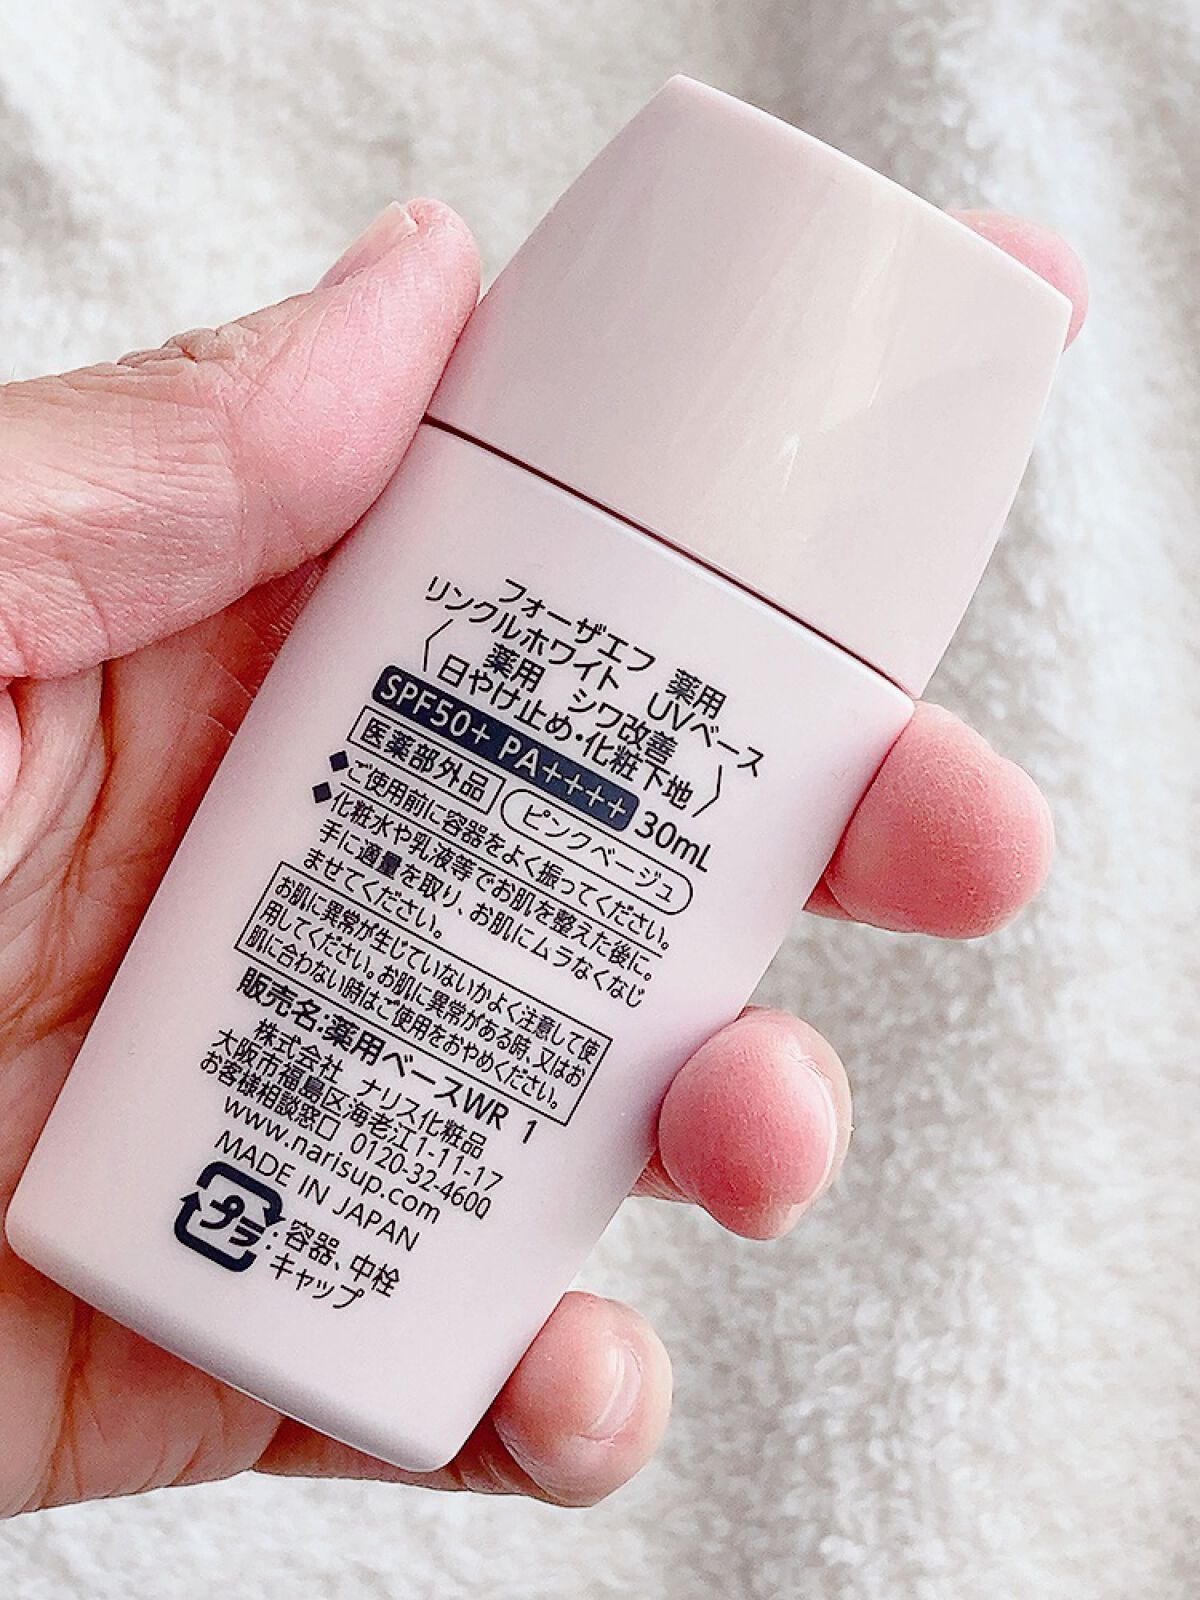 フォーザエフ 薬用
リンクルホワイト UVベース
〈薬用 シワ改善
日やけ止め・化粧下地〉
SPF50+ PA++++ 30mL
医薬部外品 ピンクベージュ
◆ご使用前に容器をよく振ってください。
◆化粧水や乳液等でお肌を整えた後に。
手に適量を取り、お肌にムラなくなじ
ませてください。
お肌に異常が生じていないかよく注意して使
用してください。お肌に異常がある時、又はお
肌に合わない時はご使用をおやめください。
販売名:薬用ベースWR 1
株式会社 ナリス化粧品
大阪市福島区海老江1-11-17
お客様相談窓口 0120-32-4600
www.narisup.com
MADE IN JAPAN
プラ:容器、中栓
キャップ